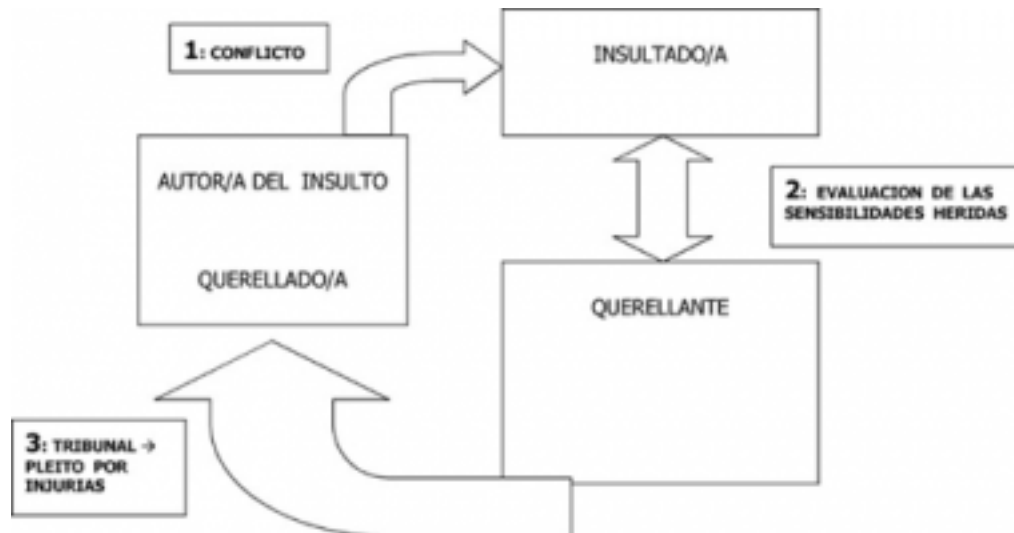 1: CONFLICTO
INSULTADO/A
AUTOR/A DEL INSULTO
QUERELLADO/A
2: EVALUACION DE LAS
SENSIBILIDADES HERIDAS
QUERELLANTE
3: TRIBUNAL →
PLEITO POR
INJURIAS